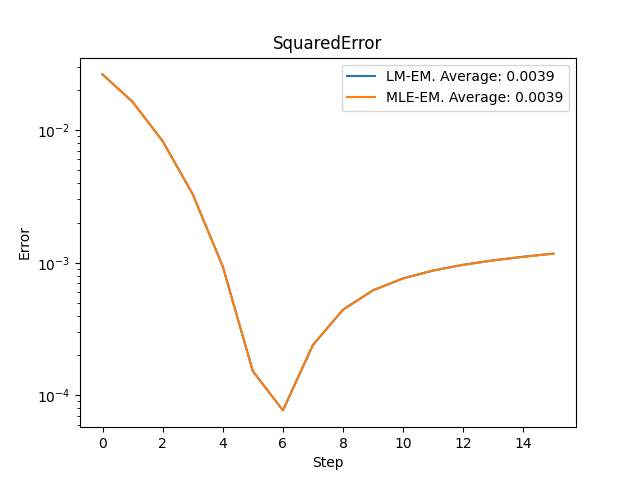 SquaredError
LM-EM. Average: 0.0039
MLE-EM. Average: 0.0039
10⁻²
10⁻³
10⁻⁴
Error
0 2 4 6 8 10 12 14
Step